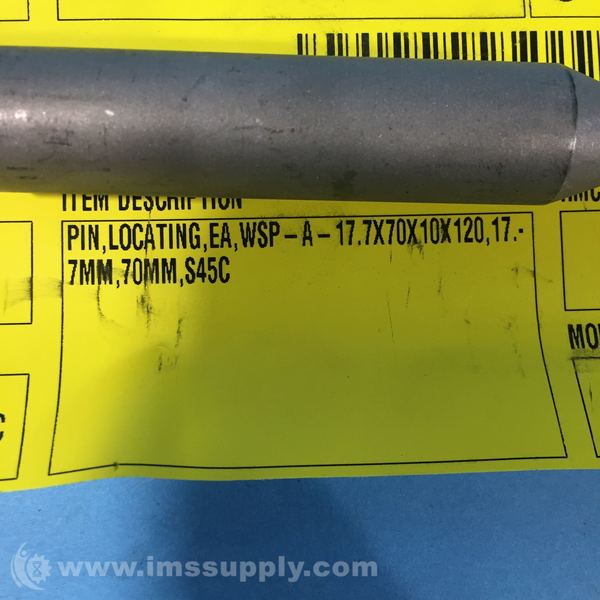 ITEM DESCRIPTION
PIN,LOCATING,EA,WSP-A-17.7X70X10X120,17.-
7MM,70MM,S45C
www.imssupply.com